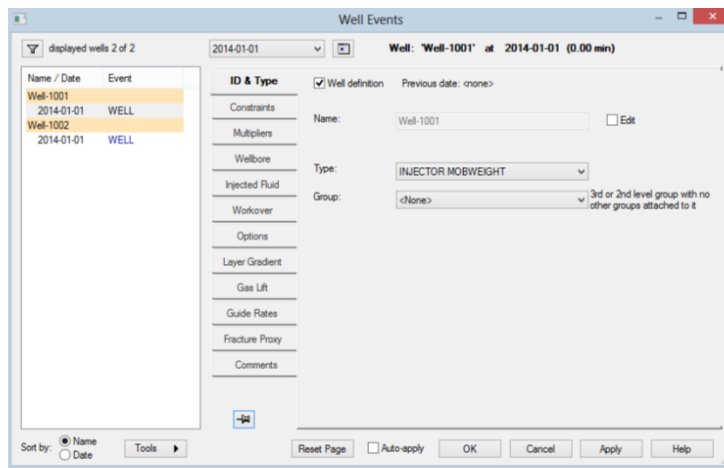 Well Events
displayed wells 2 of 2
2014-01-01
Well: 'Well-1001' at 2014-01-01 (0.00 min)
Name / Date Event
Well-1001
2014-01-01 WELL
Well-1002
2014-01-01 WELL
ID & Type
Constraints
Multipliers
Wellbore
Injected Fluid
Workover
Options
Layer Gradient
Gas Lift
Guide Rates
Fracture Proxy
Comments
Well definition Previous date: <none>
Name: Well-1001 Edit
Type: INJECTOR MOBWEIGHT
Group: <None> 3rd or 2nd level group with no
other groups attached to it
Sort by: Name
Date
Tools
Reset Page Auto-apply OK Cancel Apply Help